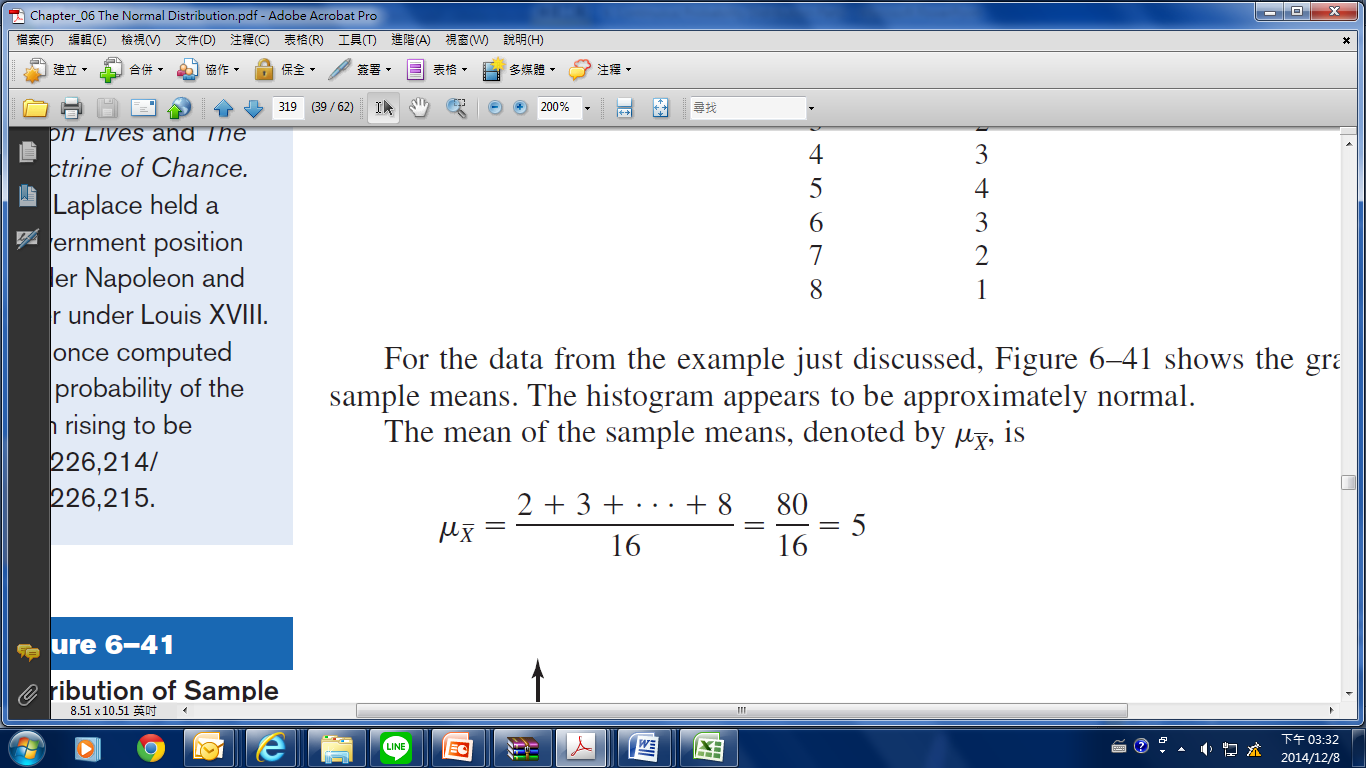 Chapter_06 The Normal Distribution.pdf - Adobe Acrobat Pro
檔案(F) 編輯(E) 檢視(V) 文件(D) 注釋(C) 表格(R) 工具(T) 進階(A) 視窗(W) 說明(H)
建立 合併 協作 保全 簽署 表格 多媒體 注釋
319 (39 / 62) 200% 尋找
on Lives and The
ctrine of Chance.
Laplace held a
vernment position
der Napoleon and
r under Louis XVIII.
once computed
probability of the
n rising to be
226,214/
226,215.
ure 6–41
ribution of Sample
3 2
4 3
5 4
6 3
7 2
8 1
For the data from the example just discussed, Figure 6–41 shows the gra
sample means. The histogram appears to be approximately normal.
The mean of the sample means, denoted by μX̅, is
μX̅ = 2 + 3 + · · · + 8 / 16 = 80 / 16 = 5
8.51 x 10.51 英吋
LINE
下午 03:32
2014/12/8